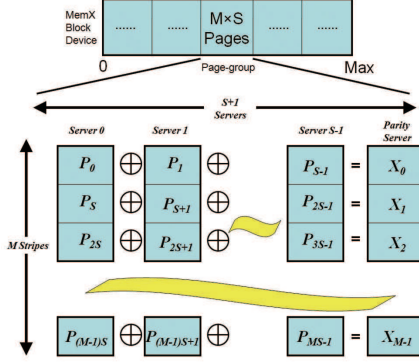 MemX
Block
Device
...... ...... M×S ...... ......
Pages
0 Page-group Max
S+1
Servers
Server 0 Server 1 Server S-1 Parity
Server
P0 ⊕ P1 ⊕ PS-1 = X0
PS ⊕ PS+1 ⊕ P2S-1 = X1
P2S ⊕ P2S+1 ⊕ P3S-1 = X2
M Stripes
P(M-1)S ⊕ P(M-1)S+1 ⊕ PMS-1 = XM-1